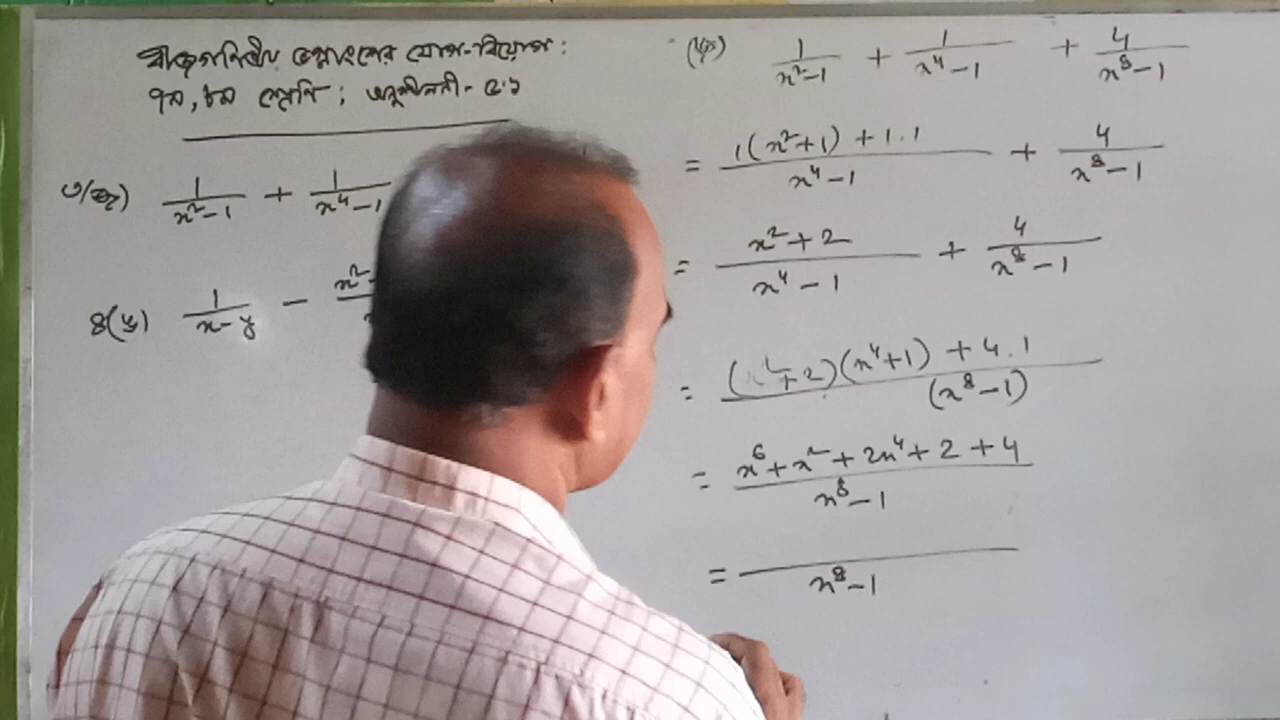 বীজগণিতীয় ভগ্নাংশের যোগ-বিয়োগ :
৭ম, ৮ম শ্রেণি ; অনুশীলনী- ৫.১
৩/ 1/(x²-1) + 1/(x⁴-1)
৪(ঙ) 1/(x-y) - x²
1/(x²-1) + 1/(x⁴-1) + 4/(x⁸-1)
= (1(x²+1) + 1.1)/(x⁴-1) + 4/(x⁸-1)
= (x²+2)/(x⁴-1) + 4/(x⁸-1)
= ((x²+2)(x⁴+1) + 4.1)/(x⁸-1)
= (x⁶+x²+2x⁴+2+4)/(x⁸-1)
= /(x⁸-1)